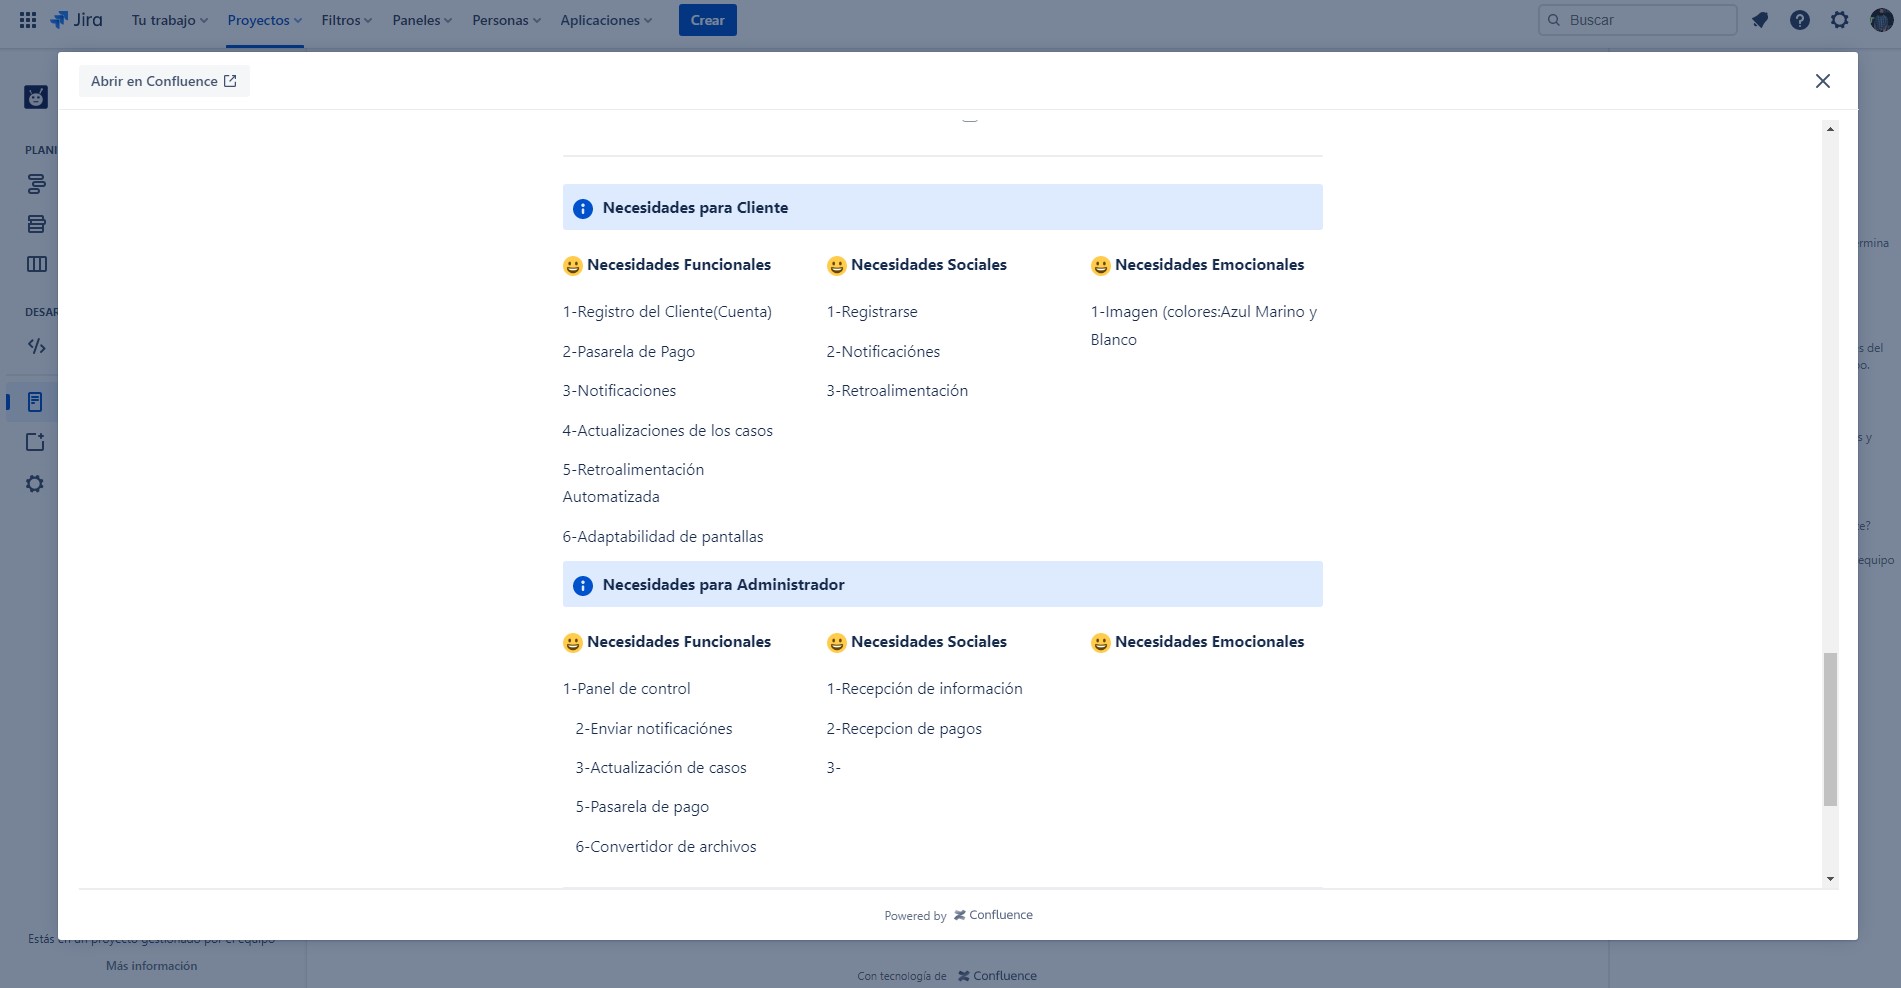 Jira
Tu trabajo
Proyectos
Filtros
Paneles
Personas
Aplicaciones
Crear
Buscar
Abrir en Confluence
PLANI
DESAR
Necesidades para Cliente
Necesidades Funcionales
1-Registro del Cliente(Cuenta)
2-Pasarela de Pago
3-Notificaciones
4-Actualizaciones de los casos
5-Retroalimentación
Automatizada
6-Adaptabilidad de pantallas
Necesidades Sociales
1-Registrarse
2-Notificaciónes
3-Retroalimentación
Necesidades Emocionales
1-Imagen (colores:Azul Marino y
Blanco
Necesidades para Administrador
Necesidades Funcionales
1-Panel de control
2-Enviar notificaciónes
3-Actualización de casos
5-Pasarela de pago
6-Convertidor de archivos
Necesidades Sociales
1-Recepción de información
2-Recepcion de pagos
3-
Necesidades Emocionales
Powered by Confluence
ermina
s del
po.
s y
te?
equipo
Estás en un proyecto gestionado por el equipo
Más información
Con tecnología de Confluence